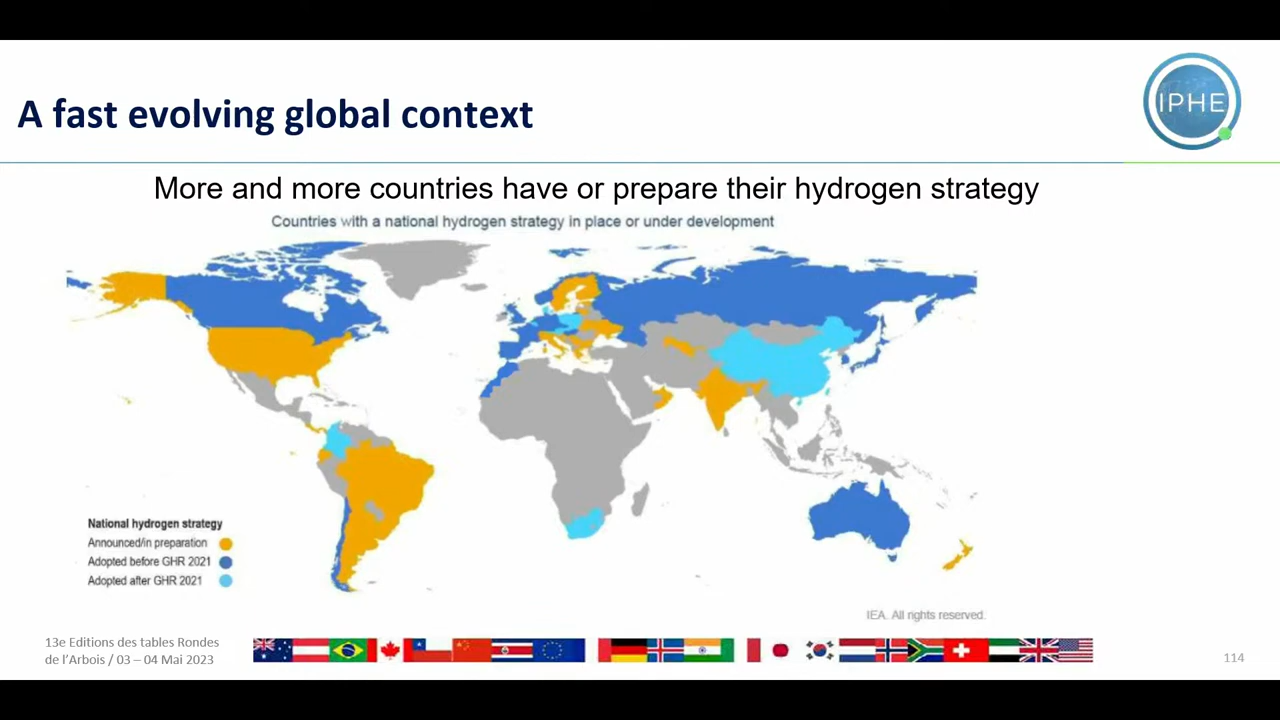 A fast evolving global context
IPHE
More and more countries have or prepare their hydrogen strategy
Countries with a national hydrogen strategy in place or under development
National hydrogen strategy
Announced/in preparation
Adopted before GHR 2021
Adopted after GHR 2021
IEA. All rights reserved.
13e Editions des tables Rondes
de l'Arbois / 03 – 04 Mai 2023
114